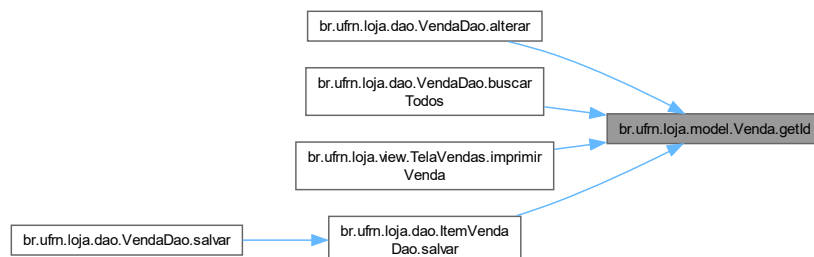 br.ufrn.loja.dao.VendaDao.alterar
br.ufrn.loja.dao.VendaDao.buscar
Todos
br.ufrn.loja.model.Venda.getId
br.ufrn.loja.view.TelaVendas.imprimir
Venda
br.ufrn.loja.dao.VendaDao.salvar
br.ufrn.loja.dao.ItemVenda
Dao.salvar